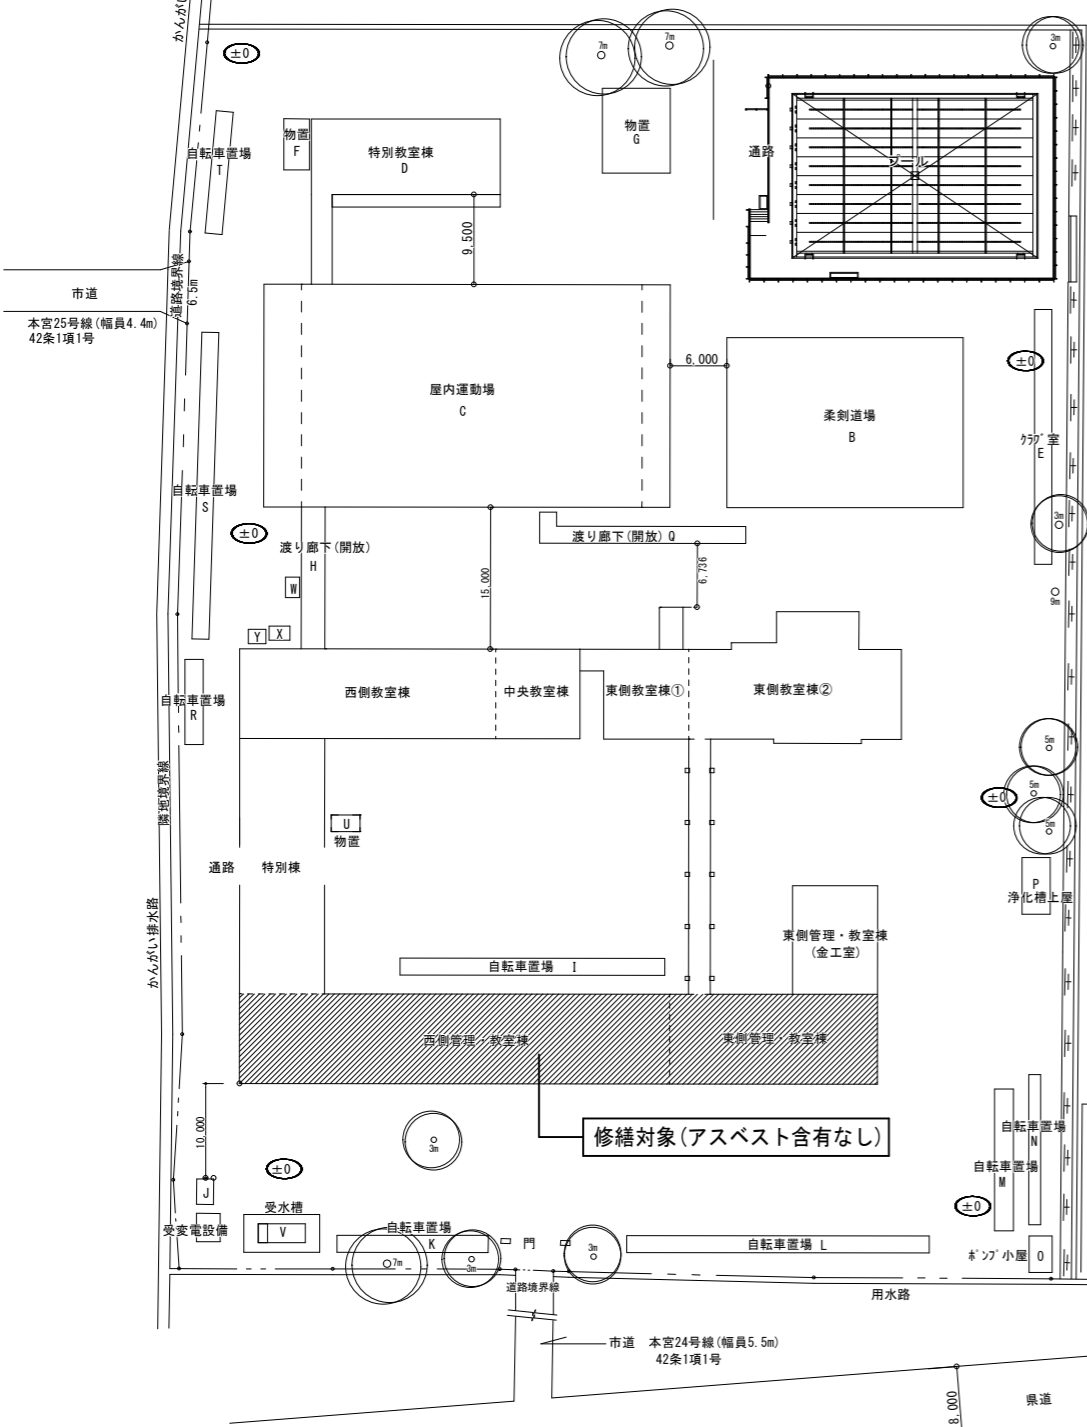 かんがい
±0
7m
7m
3m
自転車置場
T
物置
F
特別教室棟
D
物置
G
通路
プール
9,500
道路境界線
6.5m
市道
本宮25号線(幅員4.4m)
42条1項1号
屋内運動場
C
6,000
柔剣道場
B
±0
クラブ室
E
自転車置場
S
±0
渡り廊下(開放)
H
渡り廊下(開放) Q
3m
15,000
6,736
W
9m
Y
X
西側教室棟
中央教室棟
東側教室棟①
東側教室棟②
自転車置場
R
隣地境界線
5m
±0
5m
5m
U
物置
通路
特別棟
P
浄化槽上屋
かんがい排水路
東側管理・教室棟
(金工室)
自転車置場 I
西側管理・教室棟
東側管理・教室棟
修繕対象(アスベスト含有なし)
10,000
3m
±0
自転車置場
N
自転車置場
M
J
受変電設備
受水槽
V
自転車置場
K
7m
3m
門
3m
自転車置場 L
±0
ポンプ小屋 O
道路境界線
用水路
市道 本宮24号線(幅員5.5m)
42条1項1号
8,000
県道